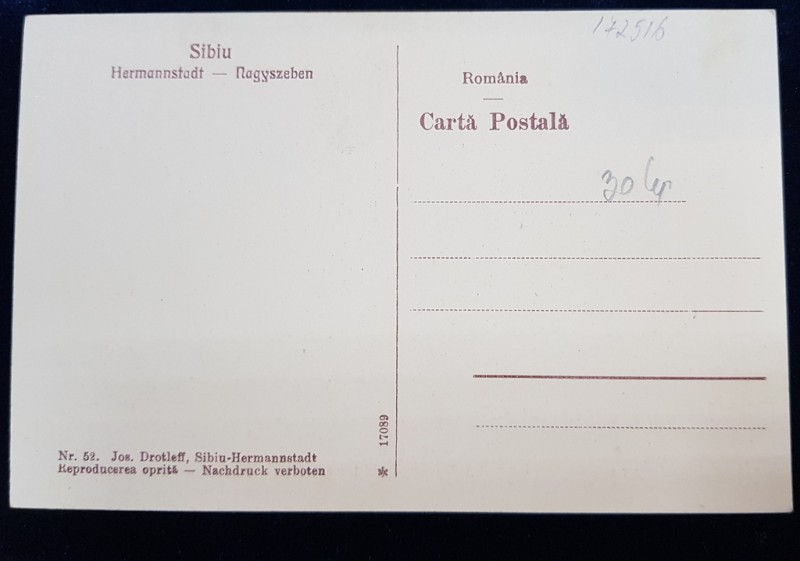 Sibiu
Hermannstadt — Nagyszeben
172516
România
Cartă Postală
30 lei
17089
Nr. 52. Jos. Drotleff, Sibiu-Hermannstadt
Reproducerea oprită — Nachdruck verboten
*